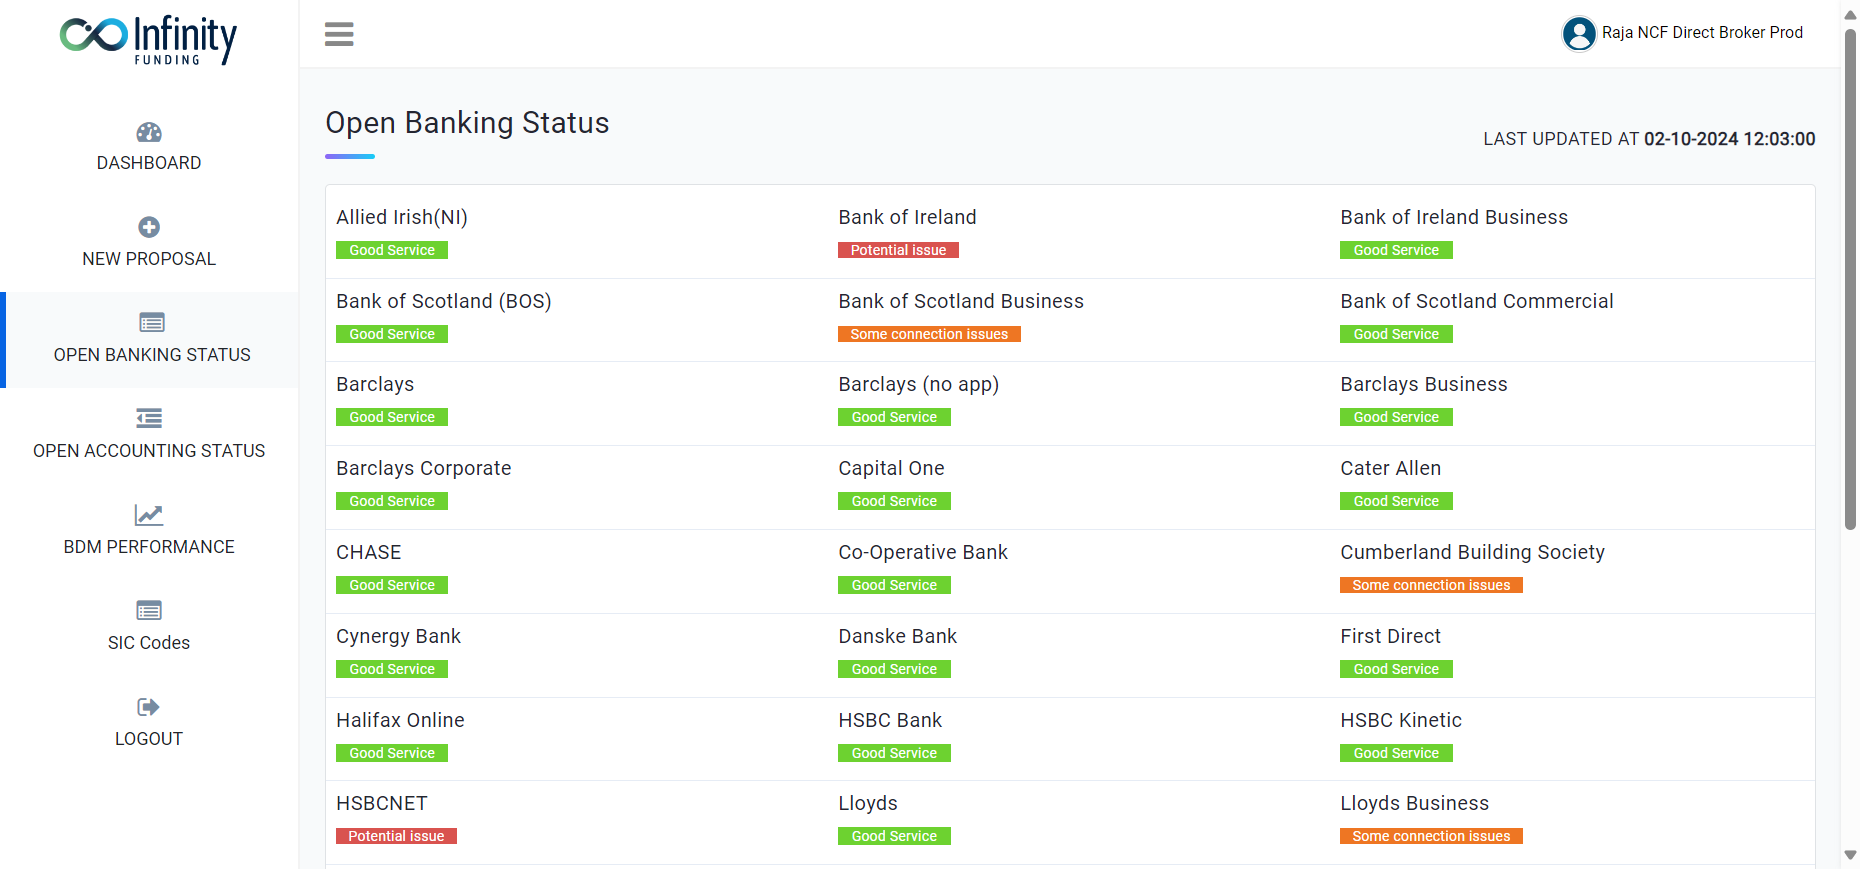 Infinity
FUNDING
Raja NCF Direct Broker Prod
DASHBOARD
NEW PROPOSAL
OPEN BANKING STATUS
OPEN ACCOUNTING STATUS
BDM PERFORMANCE
SIC Codes
LOGOUT
Open Banking Status
LAST UPDATED AT 02-10-2024 12:03:00
Allied Irish(NI)
Good Service
Bank of Ireland
Potential issue
Bank of Ireland Business
Good Service
Bank of Scotland (BOS)
Good Service
Bank of Scotland Business
Some connection issues
Bank of Scotland Commercial
Good Service
Barclays
Good Service
Barclays (no app)
Good Service
Barclays Business
Good Service
Barclays Corporate
Good Service
Capital One
Good Service
Cater Allen
Good Service
CHASE
Good Service
Co-Operative Bank
Good Service
Cumberland Building Society
Some connection issues
Cynergy Bank
Good Service
Danske Bank
Good Service
First Direct
Good Service
Halifax Online
Good Service
HSBC Bank
Good Service
HSBC Kinetic
Good Service
HSBCNET
Potential issue
Lloyds
Good Service
Lloyds Business
Some connection issues